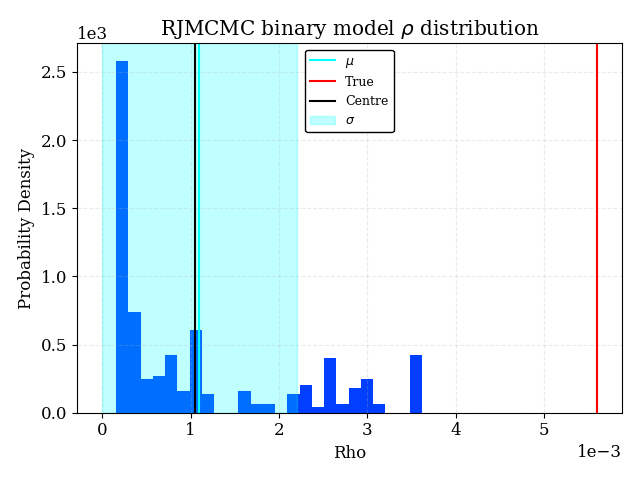 RJMCMC binary model ρ distribution
1e3
2.5
2.0
1.5
1.0
0.5
0.0
Probability Density
μ
True
Centre
σ
0 1 2 3 4 5
1e−3
Rho